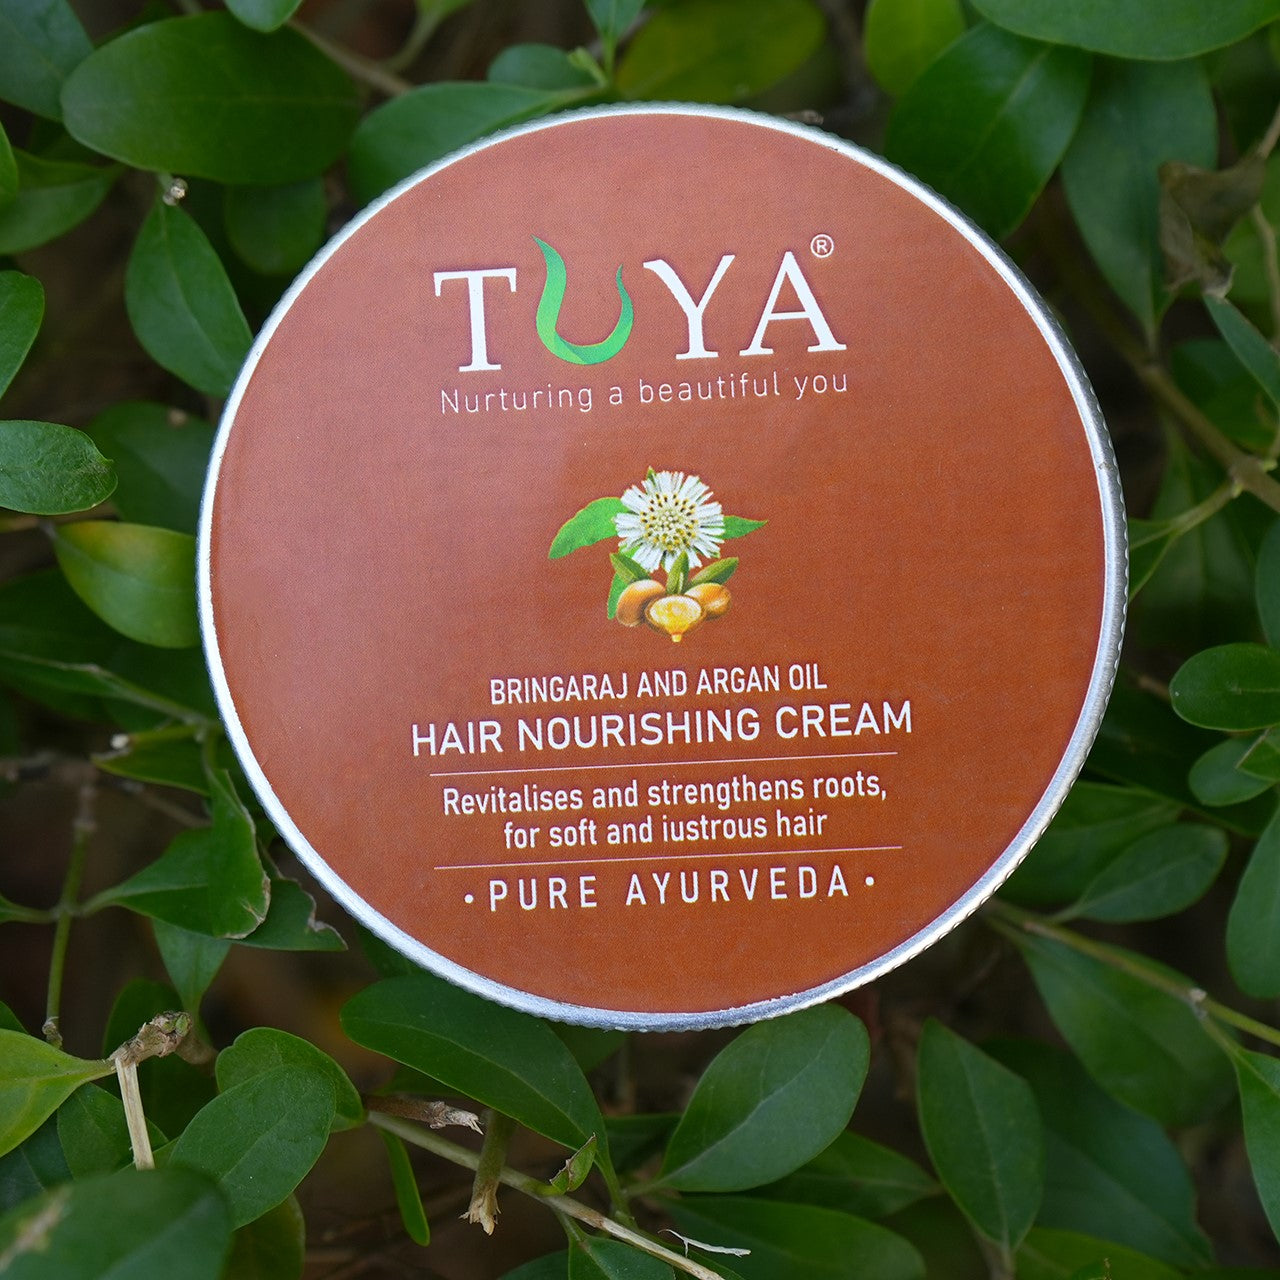 TUYA®
Nurturing a beautiful you
BRINGARAJ AND ARGAN OIL
HAIR NOURISHING CREAM
Revitalises and strengthens roots,
for soft and iustrous hair
• PURE AYURVEDA •